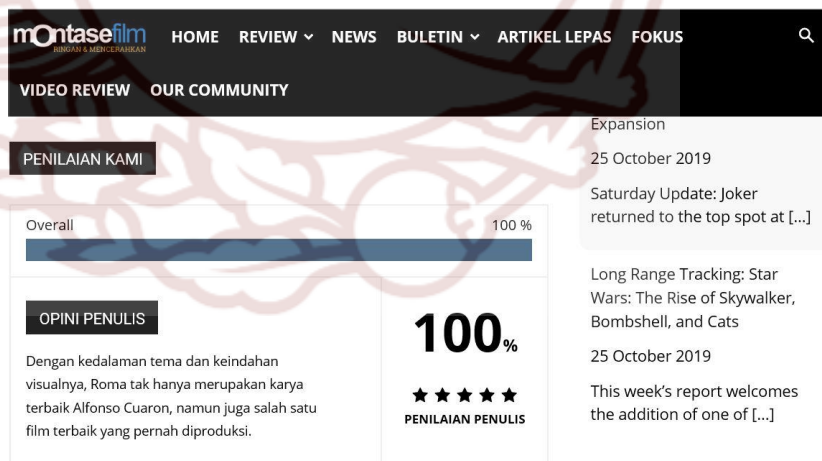 mOntasefilm
RINGAN & MENCERAHKAN
HOME REVIEW NEWS BULETIN ARTIKEL LEPAS FOKUS
VIDEO REVIEW OUR COMMUNITY
PENILAIAN KAMI
Overall 100 %
OPINI PENULIS
Dengan kedalaman tema dan keindahan
visualnya, Roma tak hanya merupakan karya
terbaik Alfonso Cuaron, namun juga salah satu
film terbaik yang pernah diproduksi.
100%
PENILAIAN PENULIS
Expansion
25 October 2019
Saturday Update: Joker
returned to the top spot at [...]
Long Range Tracking: Star
Wars: The Rise of Skywalker,
Bombshell, and Cats
25 October 2019
This week’s report welcomes
the addition of one of [...]